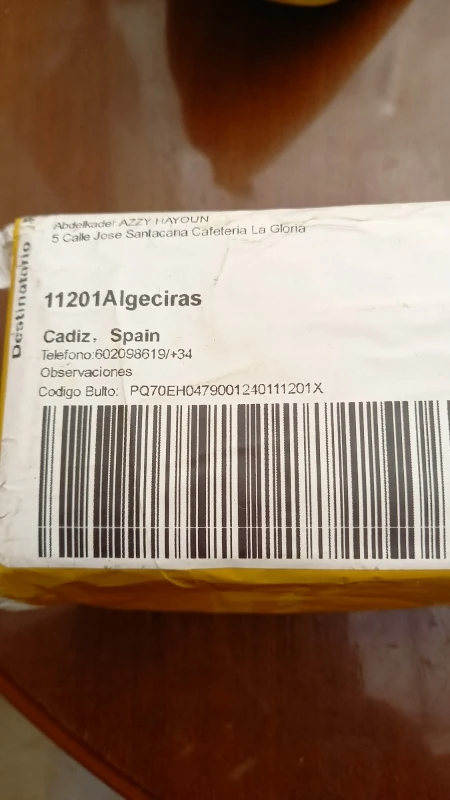 Destinatario
Abdelkader AZZY HAYOUN
5 Calle Jose Santacana Cafeteria La Gloria
11201Algeciras
Cadiz, Spain
Telefono:602098619/+34
Observaciones
Codigo Bulto: PQ70EH0479001240111201X